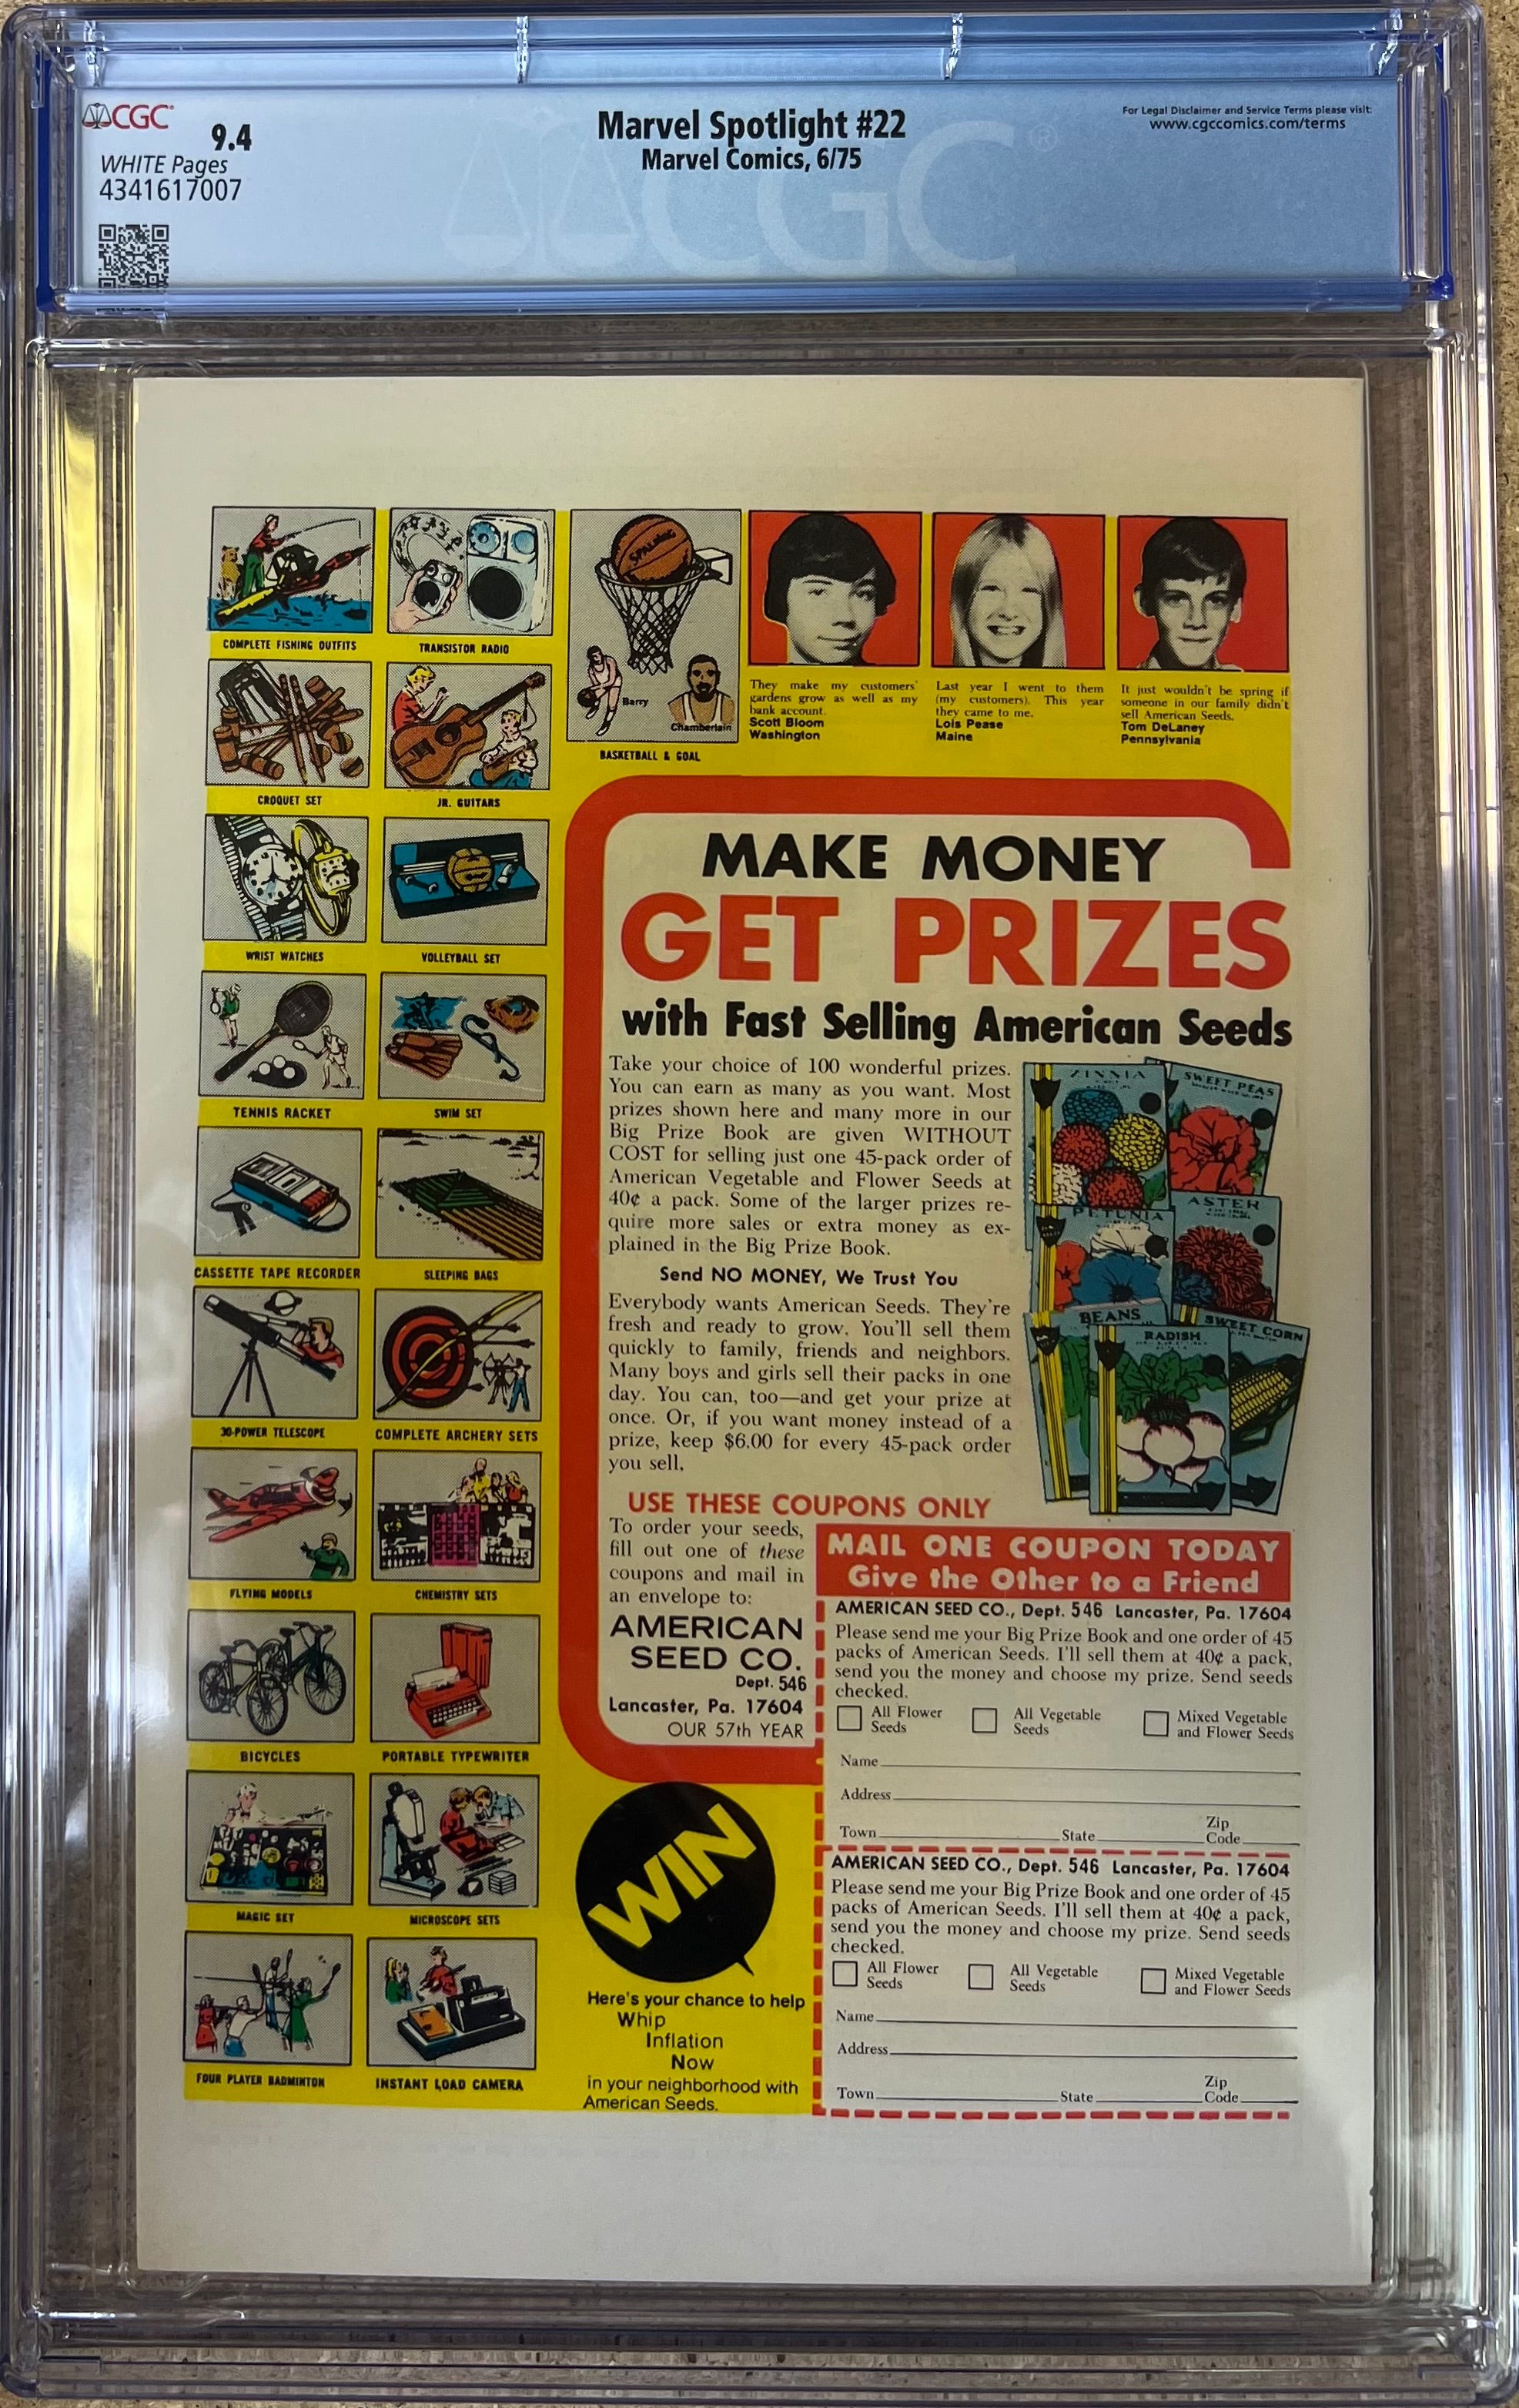 CGC
9.4
WHITE Pages
4341617007
Marvel Spotlight #22
Marvel Comics, 6/75
For Legal Disclaimer and Service Terms please visit:
www.cgccomics.com/terms
CGC
COMPLETE FISHING OUTFITS
TRANSISTOR RADIO
SPALDING
Barry
Chamberlain
BASKETBALL & GOAL
CROQUET SET
JR. GUITARS
WRIST WATCHES
VOLLEYBALL SET
TENNIS RACKET
SWIM SET
CASSETTE TAPE RECORDER
SLEEPING BAGS
30-POWER TELESCOPE
COMPLETE ARCHERY SETS
FLYING MODELS
CHEMISTRY SETS
BICYCLES
PORTABLE TYPEWRITER
MAGIC SET
MICROSCOPE SETS
FOUR PLAYER BADMINTON
INSTANT LOAD CAMERA
They make my customers'
gardens grow as well as my
bank account.
Scott Bloom
Washington
Last year I went to them
(my customers). This year
they came to me.
Lois Pease
Maine
It just wouldn't be spring if
someone in our family didn't
sell American Seeds.
Tom DeLaney
Pennsylvania
MAKE MONEY
GET PRIZES
with Fast Selling American Seeds
Take your choice of 100 wonderful prizes.
You can earn as many as you want. Most
prizes shown here and many more in our
Big Prize Book are given WITHOUT
COST for selling just one 45-pack order of
American Vegetable and Flower Seeds at
40¢ a pack. Some of the larger prizes re-
quire more sales or extra money as ex-
plained in the Big Prize Book.
Send NO MONEY, We Trust You
Everybody wants American Seeds. They're
fresh and ready to grow. You'll sell them
quickly to family, friends and neighbors.
Many boys and girls sell their packs in one
day. You can, too—and get your prize at
once. Or, if you want money instead of a
prize, keep $6.00 for every 45-pack order
you sell.
ZINNIA
SWEET PEAS
PETUNIA
ASTER
BEANS
RADISH
SWEET CORN
USE THESE COUPONS ONLY
To order your seeds,
fill out one of these
coupons and mail in
an envelope to:
AMERICAN
SEED CO.
Dept. 546
Lancaster, Pa. 17604
OUR 57th YEAR
MAIL ONE COUPON TODAY
Give the Other to a Friend
AMERICAN SEED CO., Dept. 546 Lancaster, Pa. 17604
Please send me your Big Prize Book and one order of 45
packs of American Seeds. I'll sell them at 40¢ a pack,
send you the money and choose my prize. Send seeds
checked.
All Flower
Seeds
All Vegetable
Seeds
Mixed Vegetable
and Flower Seeds
Name
Address
Town State Zip
Code
AMERICAN SEED CO., Dept. 546 Lancaster, Pa. 17604
Please send me your Big Prize Book and one order of 45
packs of American Seeds. I'll sell them at 40¢ a pack,
send you the money and choose my prize. Send seeds
checked.
All Flower
Seeds
All Vegetable
Seeds
Mixed Vegetable
and Flower Seeds
Name
Address
Town State Zip
Code
WIN
Here's your chance to help
Whip
Inflation
Now
in your neighborhood with
American Seeds.